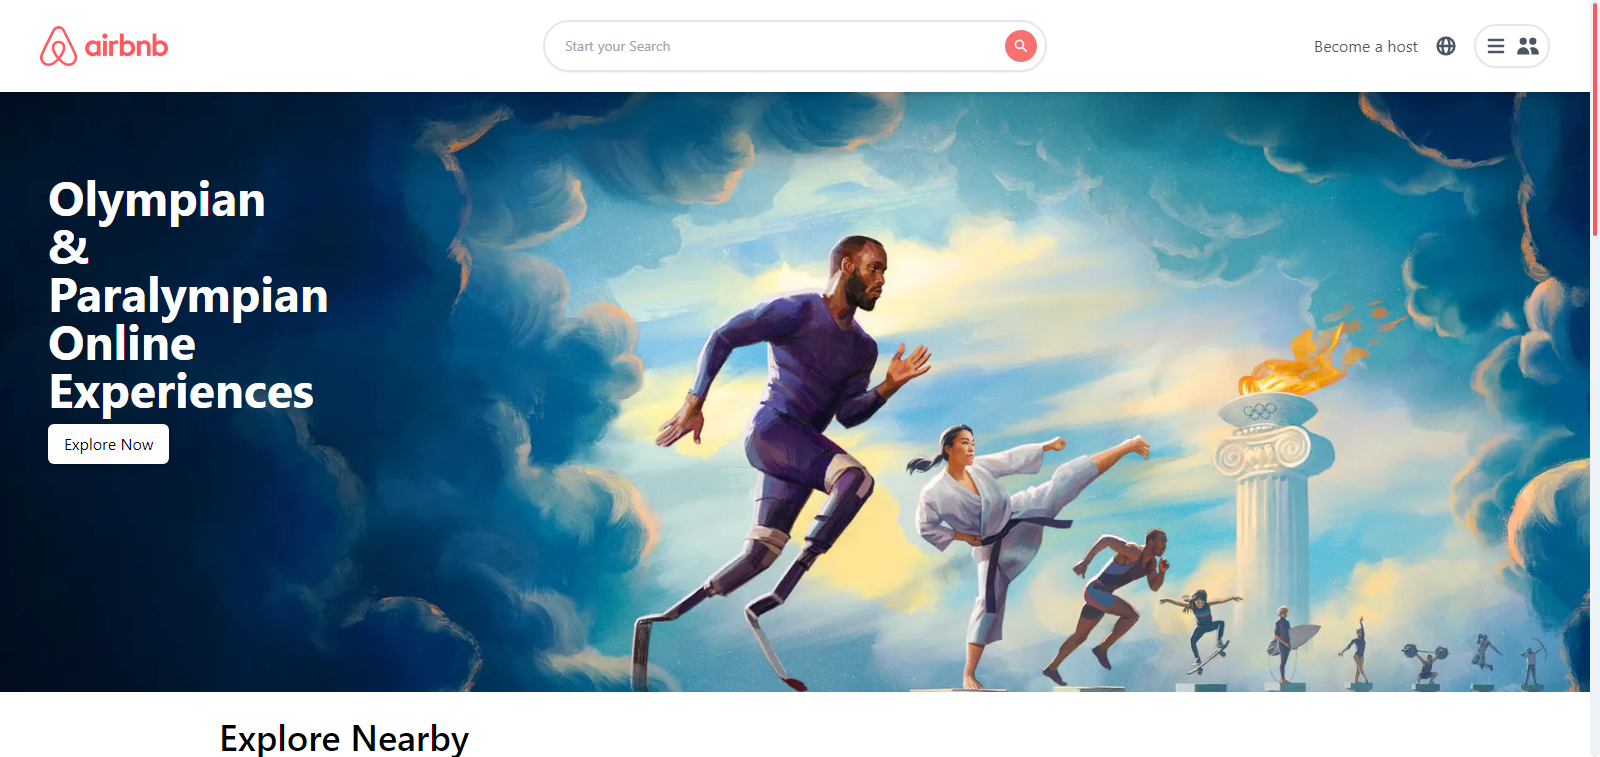 airbnb
Start your Search
Become a host
Olympian
&
Paralympian
Online
Experiences
Explore Now
Explore Nearby